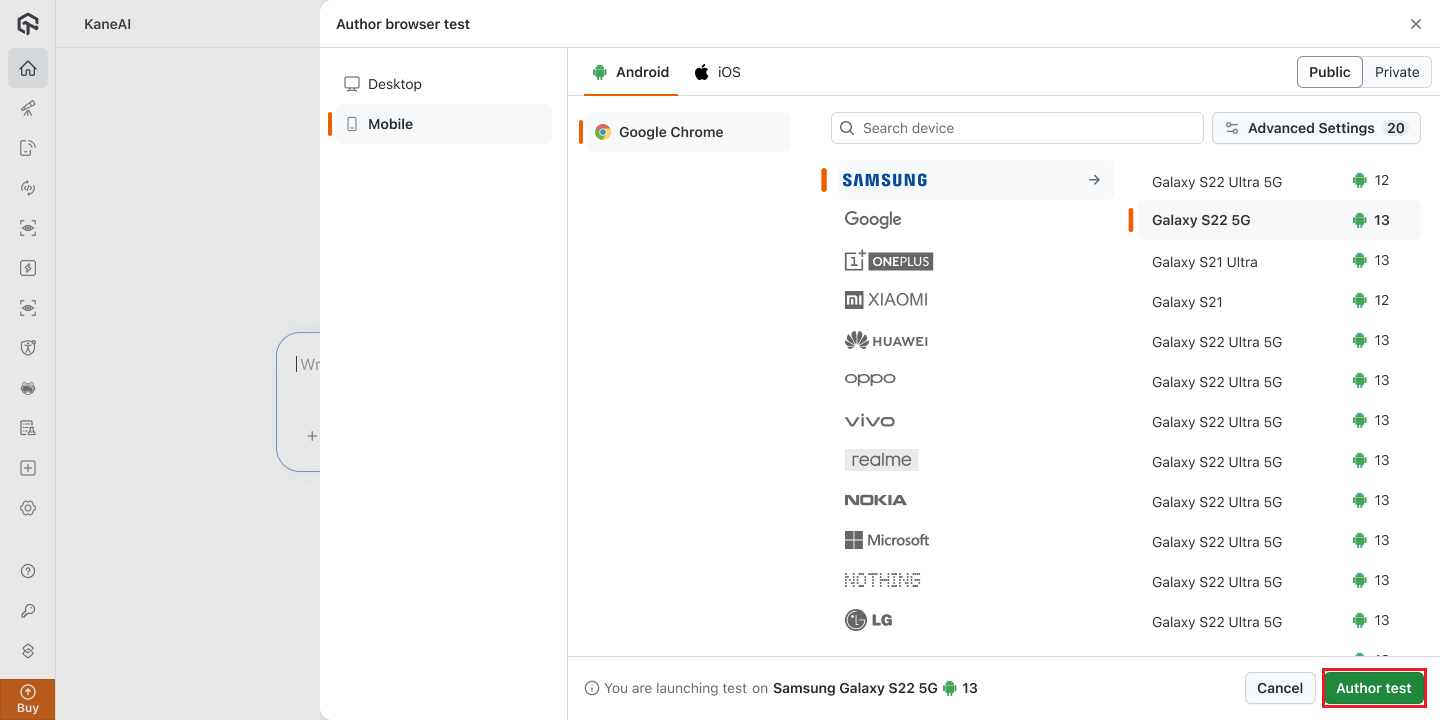 KaneAI
Author browser test
Desktop
Mobile
Android
iOS
Public
Private
Google Chrome
Search device
Advanced Settings 20
SAMSUNG
Google
1+ ONEPLUS
mi XIAOMI
HUAWEI
oppo
vivo
realme
NOKIA
Microsoft
NOTHING
LG
Galaxy S22 Ultra 5G 12
Galaxy S22 5G 13
Galaxy S21 Ultra 13
Galaxy S21 12
Galaxy S22 Ultra 5G 13
Galaxy S22 Ultra 5G 13
Galaxy S22 Ultra 5G 13
Galaxy S22 Ultra 5G 13
Galaxy S22 Ultra 5G 13
Galaxy S22 Ultra 5G 13
Galaxy S22 Ultra 5G 13
Galaxy S22 Ultra 5G 13
You are launching test on Samsung Galaxy S22 5G 13
Cancel
Author test
Buy